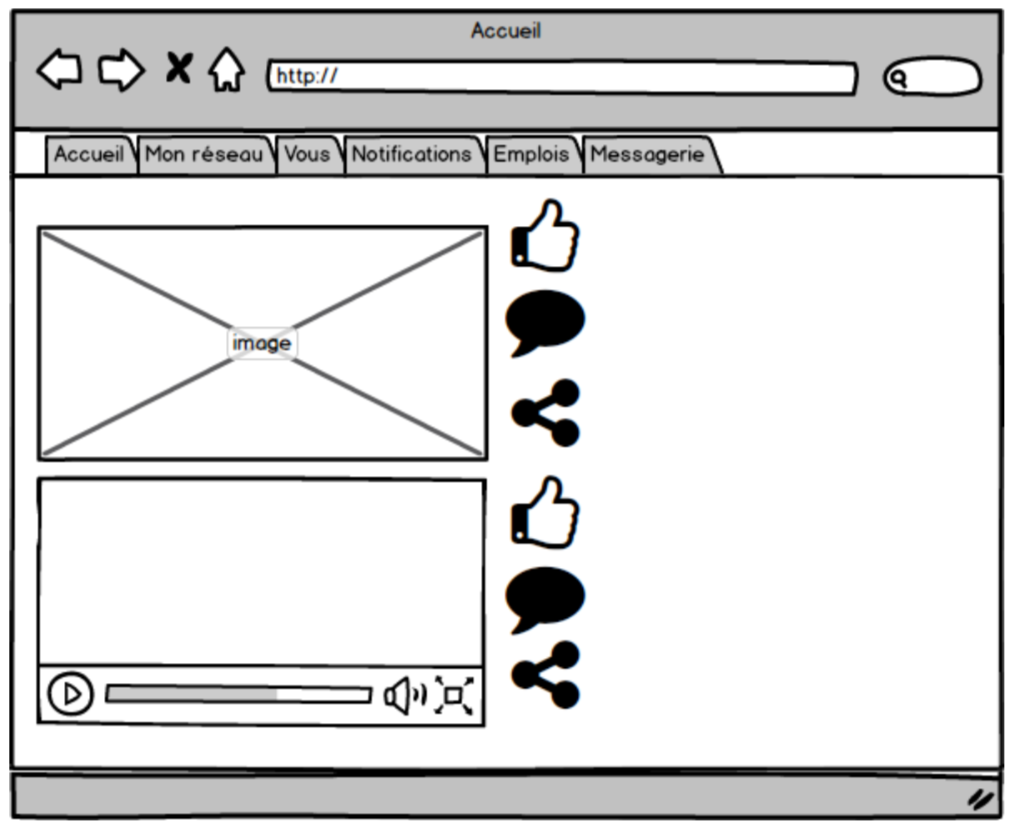 Accueil
http://
Accueil Mon réseau Vous Notifications Emplois Messagerie
image